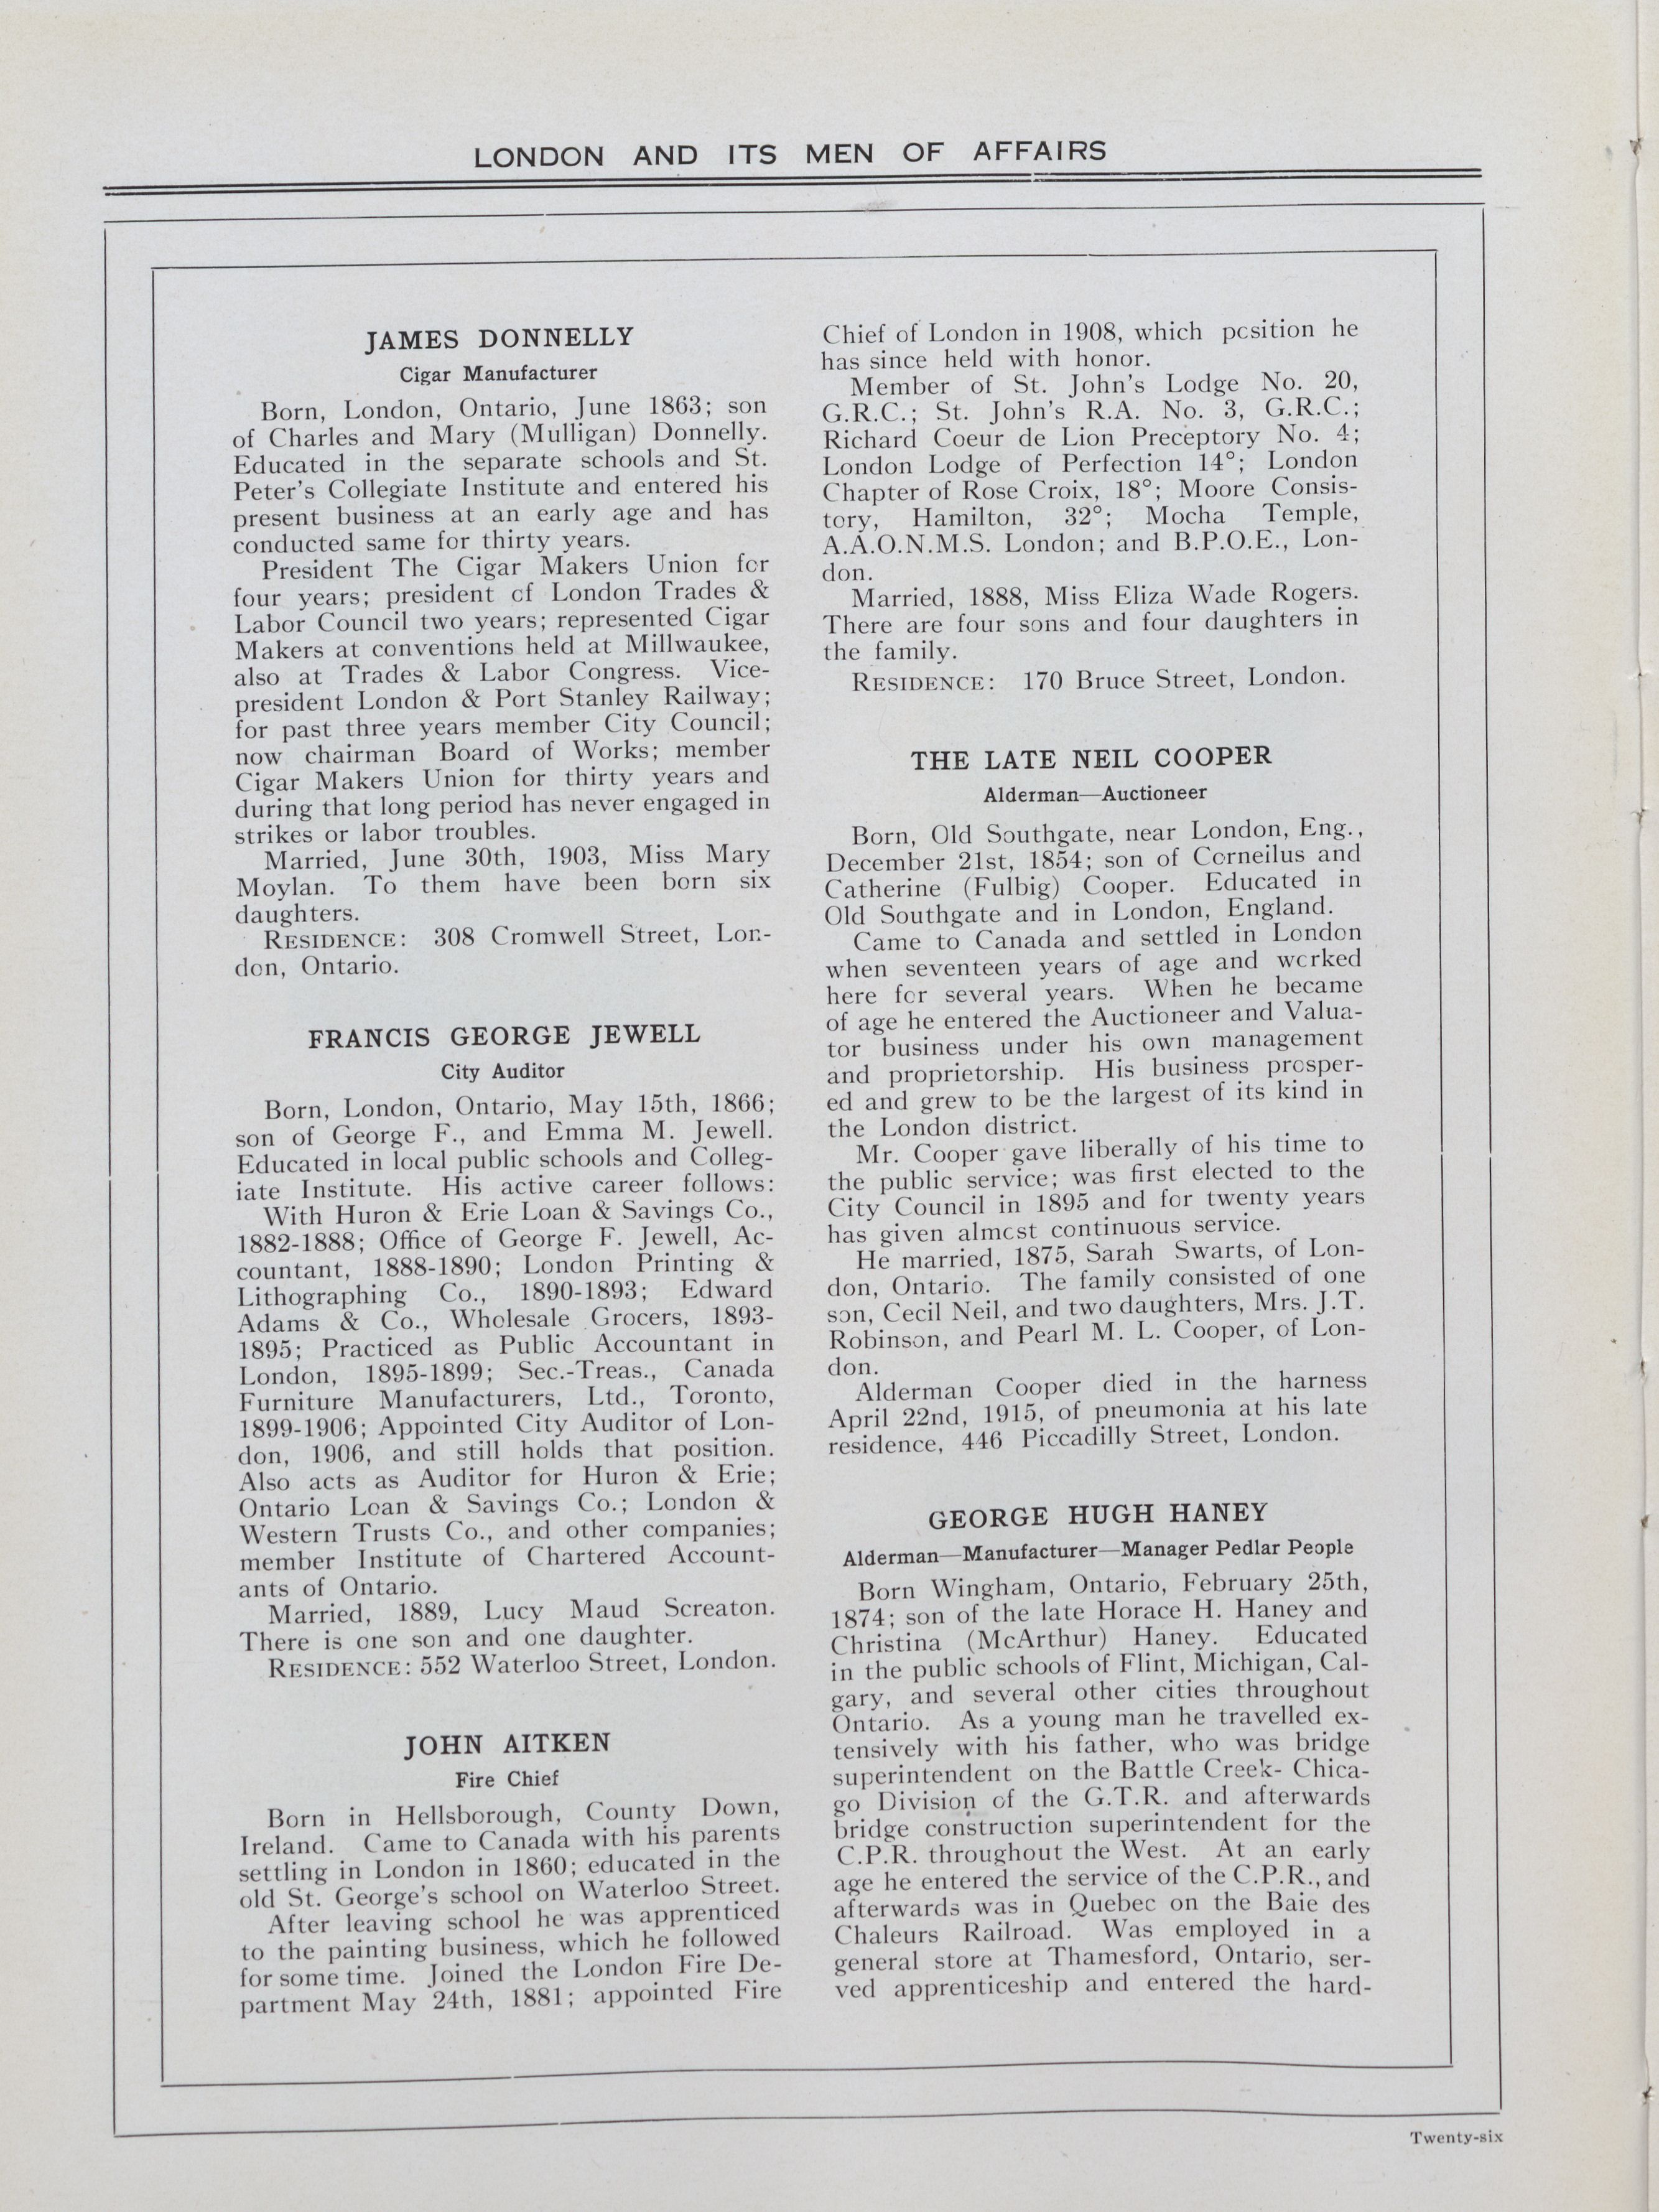 LONDON AND ITS MEN OF AFFAIRS
JAMES DONNELLY
Cigar Manufacturer
Born, London, Ontario, June 1863; son
of Charles and Mary (Mulligan) Donnelly.
Educated in the separate schools and St.
Peter's Collegiate Institute and entered his
present business at an early age and has
conducted same for thirty years.
President The Cigar Makers Union for
four years; president of London Trades &
Labor Council two years; represented Cigar
Makers at conventions held at Millwaukee,
also at Trades & Labor Congress. Vice-
president London & Port Stanley Railway;
for past three years member City Council;
now chairman Board of Works; member
Cigar Makers Union for thirty years and
during that long period has never engaged in
strikes or labor troubles.
Married, June 30th, 1903, Miss Mary
Moylan. To them have been born six
daughters.
RESIDENCE: 308 Cromwell Street, Lon-
don, Ontario.
FRANCIS GEORGE JEWELL
City Auditor
Born, London, Ontario, May 15th, 1866;
son of George F., and Emma M. Jewell.
Educated in local public schools and Colleg-
iate Institute. His active career follows:
With Huron & Erie Loan & Savings Co.,
1882-1888; Office of George F. Jewell, Ac-
countant, 1888-1890; London Printing &
Lithographing Co., 1890-1893; Edward
Adams & Co., Wholesale Grocers, 1893-
1895; Practiced as Public Accountant in
London, 1895-1899; Sec.-Treas., Canada
Furniture Manufacturers, Ltd., Toronto,
1899-1906; Appointed City Auditor of Lon-
don, 1906, and still holds that position.
Also acts as Auditor for Huron & Erie;
Ontario Loan & Savings Co.; London &
Western Trusts Co., and other companies;
member Institute of Chartered Account-
ants of Ontario.
Married, 1889, Lucy Maud Screaton.
There is one son and one daughter.
RESIDENCE: 552 Waterloo Street, London.
JOHN AITKEN
Fire Chief
Born in Hellsborough, County Down,
Ireland. Came to Canada with his parents
settling in London in 1860; educated in the
old St. George's school on Waterloo Street.
After leaving school he was apprenticed
to the painting business, which he followed
for some time. Joined the London Fire De-
partment May 24th, 1881; appointed Fire
Chief of London in 1908, which position he
has since held with honor.
Member of St. John's Lodge No. 20,
G.R.C.; St. John's R.A. No. 3, G.R.C.;
Richard Coeur de Lion Preceptory No. 4;
London Lodge of Perfection 14°; London
Chapter of Rose Croix, 18°; Moore Consis-
tory, Hamilton, 32°; Mocha Temple,
A.A.O.N.M.S. London; and B.P.O.E., Lon-
don.
Married, 1888, Miss Eliza Wade Rogers.
There are four sons and four daughters in
the family.
RESIDENCE: 170 Bruce Street, London.
THE LATE NEIL COOPER
Alderman—Auctioneer
Born, Old Southgate, near London, Eng.,
December 21st, 1854; son of Corneilus and
Catherine (Fulbig) Cooper. Educated in
Old Southgate and in London, England.
Came to Canada and settled in London
when seventeen years of age and worked
here for several years. When he became
of age he entered the Auctioneer and Valua-
tor business under his own management
and proprietorship. His business prosper-
ed and grew to be the largest of its kind in
the London district.
Mr. Cooper gave liberally of his time to
the public service; was first elected to the
City Council in 1895 and for twenty years
has given almost continuous service.
He married, 1875, Sarah Swarts, of Lon-
don, Ontario. The family consisted of one
son, Cecil Neil, and two daughters, Mrs. J.T.
Robinson, and Pearl M. L. Cooper, of Lon-
don.
Alderman Cooper died in the harness
April 22nd, 1915, of pneumonia at his late
residence, 446 Piccadilly Street, London.
GEORGE HUGH HANEY
Alderman—Manufacturer—Manager Pedlar People
Born Wingham, Ontario, February 25th,
1874; son of the late Horace H. Haney and
Christina (McArthur) Haney. Educated
in the public schools of Flint, Michigan, Cal-
gary, and several other cities throughout
Ontario. As a young man he travelled ex-
tensively with his father, who was bridge
superintendent on the Battle Creek- Chica-
go Division of the G.T.R. and afterwards
bridge construction superintendent for the
C.P.R. throughout the West. At an early
age he entered the service of the C.P.R., and
afterwards was in Quebec on the Baie des
Chaleurs Railroad. Was employed in a
general store at Thamesford, Ontario, ser-
ved apprenticeship and entered the hard-
Twenty-six